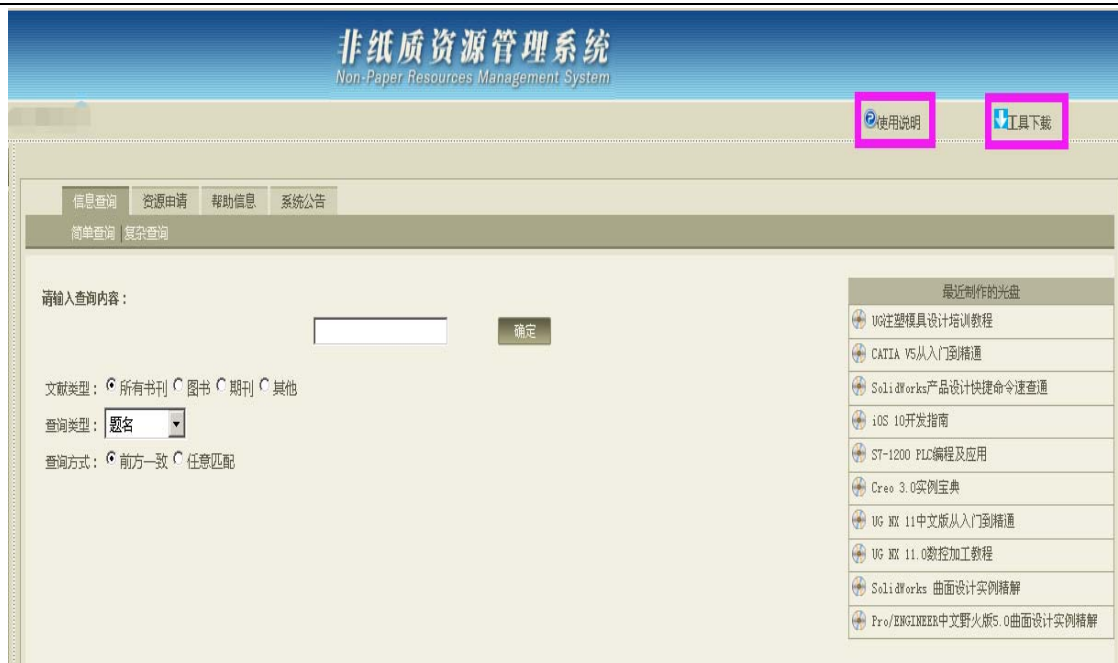 非纸质资源管理系统
Non-Paper Resources Management System
使用说明 工具下载
信息查询 资源申请 帮助信息 系统公告
简单查询 | 复杂查询
请输入查询内容：
确定
文献类型： 所有书刊 图书 期刊 其他
查询类型： 题名
查询方式： 前方一致 任意匹配
最近制作的光盘
UG注塑模具设计培训教程
CATIA V5从入门到精通
SolidWorks产品设计快捷命令速查通
iOS 10开发指南
S7-1200 PLC编程及应用
Creo 3.0实例宝典
UG NX 11中文版从入门到精通
UG NX 11.0数控加工教程
SolidWorks 曲面设计实例精解
Pro/ENGINEER中文野火版5.0曲面设计实例精解